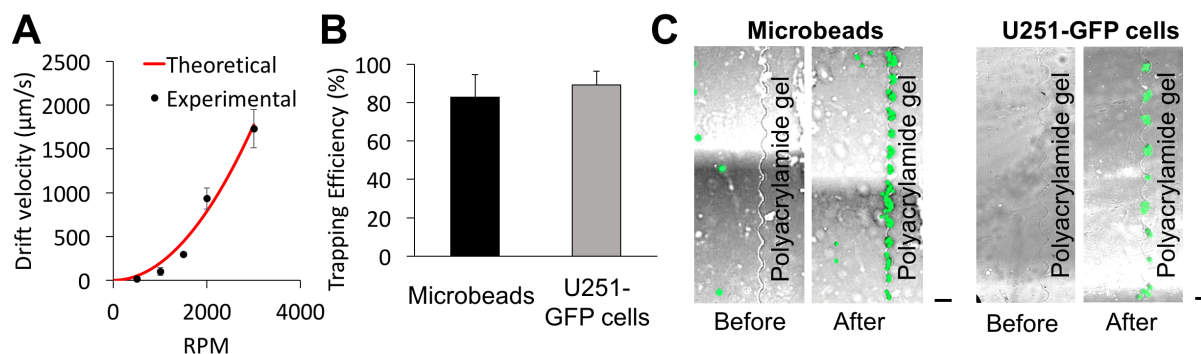 A
Drift velocity (µm/s)
2500
2000
1500
1000
500
0
Theoretical
Experimental
0
2000
4000
RPM
B
Trapping Efficiency (%)
100
80
60
40
20
0
Microbeads
U251-
GFP cells
C
Microbeads
Polyacrylamide gel
Polyacrylamide gel
Before
After
U251-GFP cells
Polyacrylamide gel
Polyacrylamide gel
Before
After